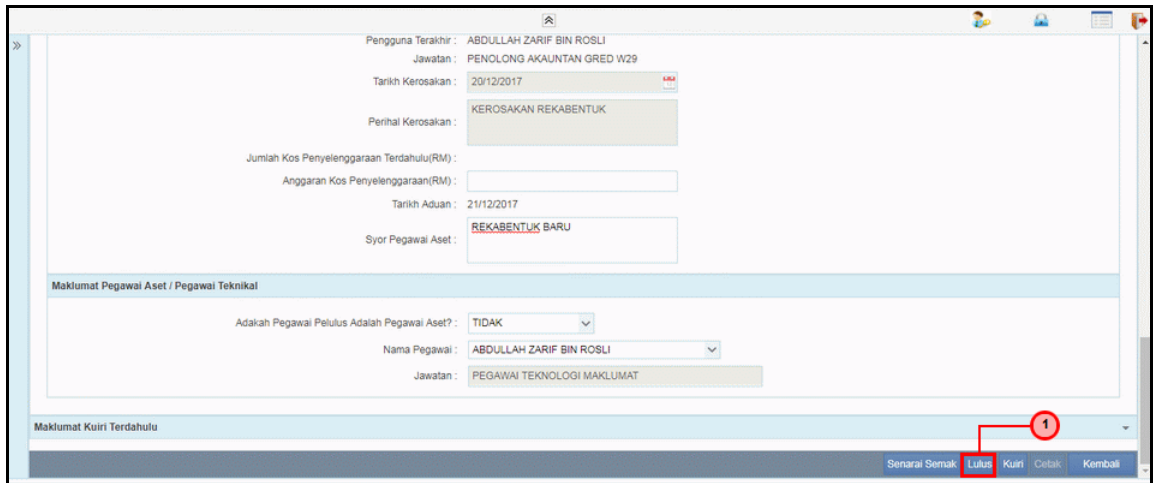 Pengguna Terakhir : ABDULLAH ZARIF BIN ROSLI
Jawatan : PENOLONG AKAUNTAN GRED W29
Tarikh Kerosakan : 20/12/2017
Perihal Kerosakan : KEROSAKAN REKABENTUK
Jumlah Kos Penyelenggaraan Terdahulu(RM) :
Anggaran Kos Penyelenggaraan(RM) :
Tarikh Aduan : 21/12/2017
Syor Pegawai Aset : REKABENTUK BARU
Maklumat Pegawai Aset / Pegawai Teknikal
Adakah Pegawai Pelulus Adalah Pegawai Aset? : TIDAK
Nama Pegawai : ABDULLAH ZARIF BIN ROSLI
Jawatan : PEGAWAI TEKNOLOGI MAKLUMAT
Maklumat Kuiri Terdahulu
1
Senarai Semak Lulus Kuiri Cetak Kembali